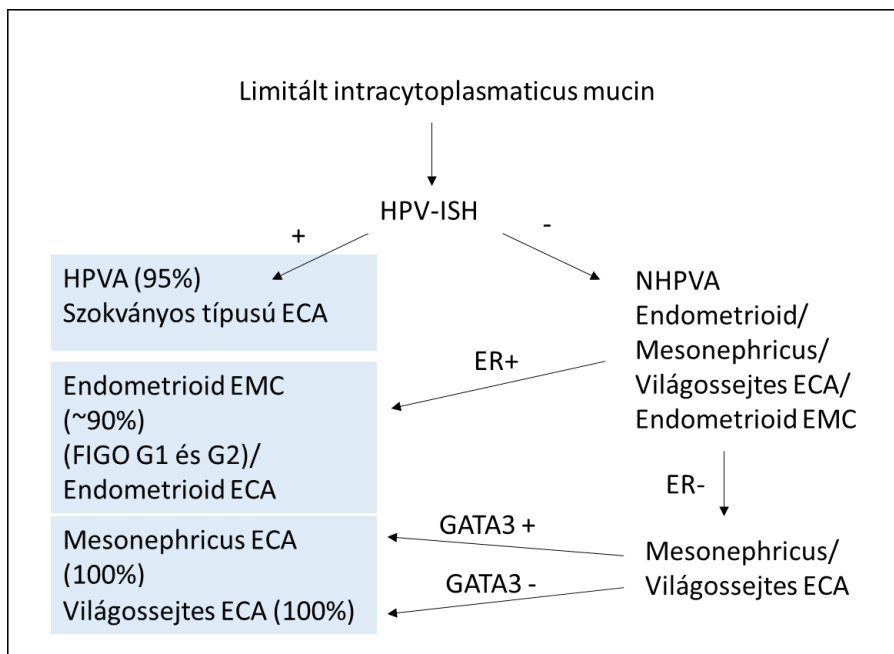 Limitált intracytoplasmaticus mucin
HPV-ISH
+
-
HPVA (95%)
Szokványos típusú ECA
NHPVA
Endometrioid/
Mesonephricus/
Világossejtes ECA/
Endometrioid EMC
ER+
Endometrioid EMC
(~90%)
(FIGO G1 és G2)/
Endometrioid ECA
ER-
GATA3 +
Mesonephricus ECA
(100%)
Mesonephricus/
Világossejtes ECA
GATA3 -
Világossejtes ECA (100%)